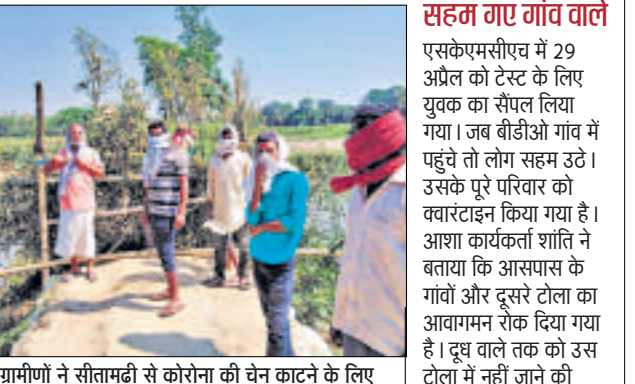 सहम गए गांव वाले
एसकेएमसीएच में 29
अप्रैल को टेस्ट के लिए
युवक का सैंपल लिया
गया। जब बीडीओ गांव में
पहुंचे तो लोग सहम उठे।
उसके पूरे परिवार को
क्वारंटाइन किया गया है।
आशा कार्यकर्ता शांति ने
बताया कि आसपास के
गांवों और दूसरे टोला का
आवागमन रोक दिया गया
है। दूध वाले तक को उस
टोला में नहीं जाने की
ग्रामीणों ने सीतामढी से कोरोना की चेन काटने के लिए